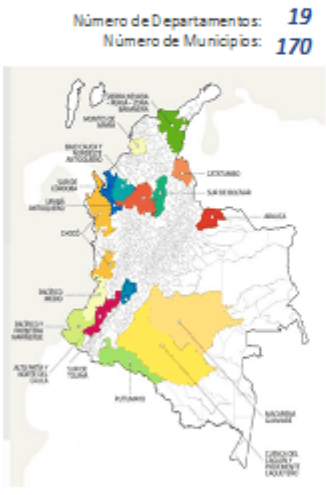 Número de Departamentos: 19
Número de Municipios: 170
SIERRA NEVADA
- PERIJÁ - ZONA
BANANERA
MONTES DE
MARÍA
BAJO CAUCA Y
NORDESTE
ANTIOQUEÑO
CATATUMBO
SUR DE
CÓRDOBA
SUR DE BOLÍVAR
URABÁ
ANTIOQUEÑO
ARAUCA
CHOCÓ
PACÍFICO
MEDIO
PACÍFICO Y
FRONTERA
NARIÑENSE
ALTO PATÍA Y
NORTE DEL
CAUCA
SUR DE
TOLIMA
PUTUMAYO
MACARENA
GUAVIARE
CUENCA DEL
CAGUÁN Y
PIEDEMONTE
CAQUETEÑO